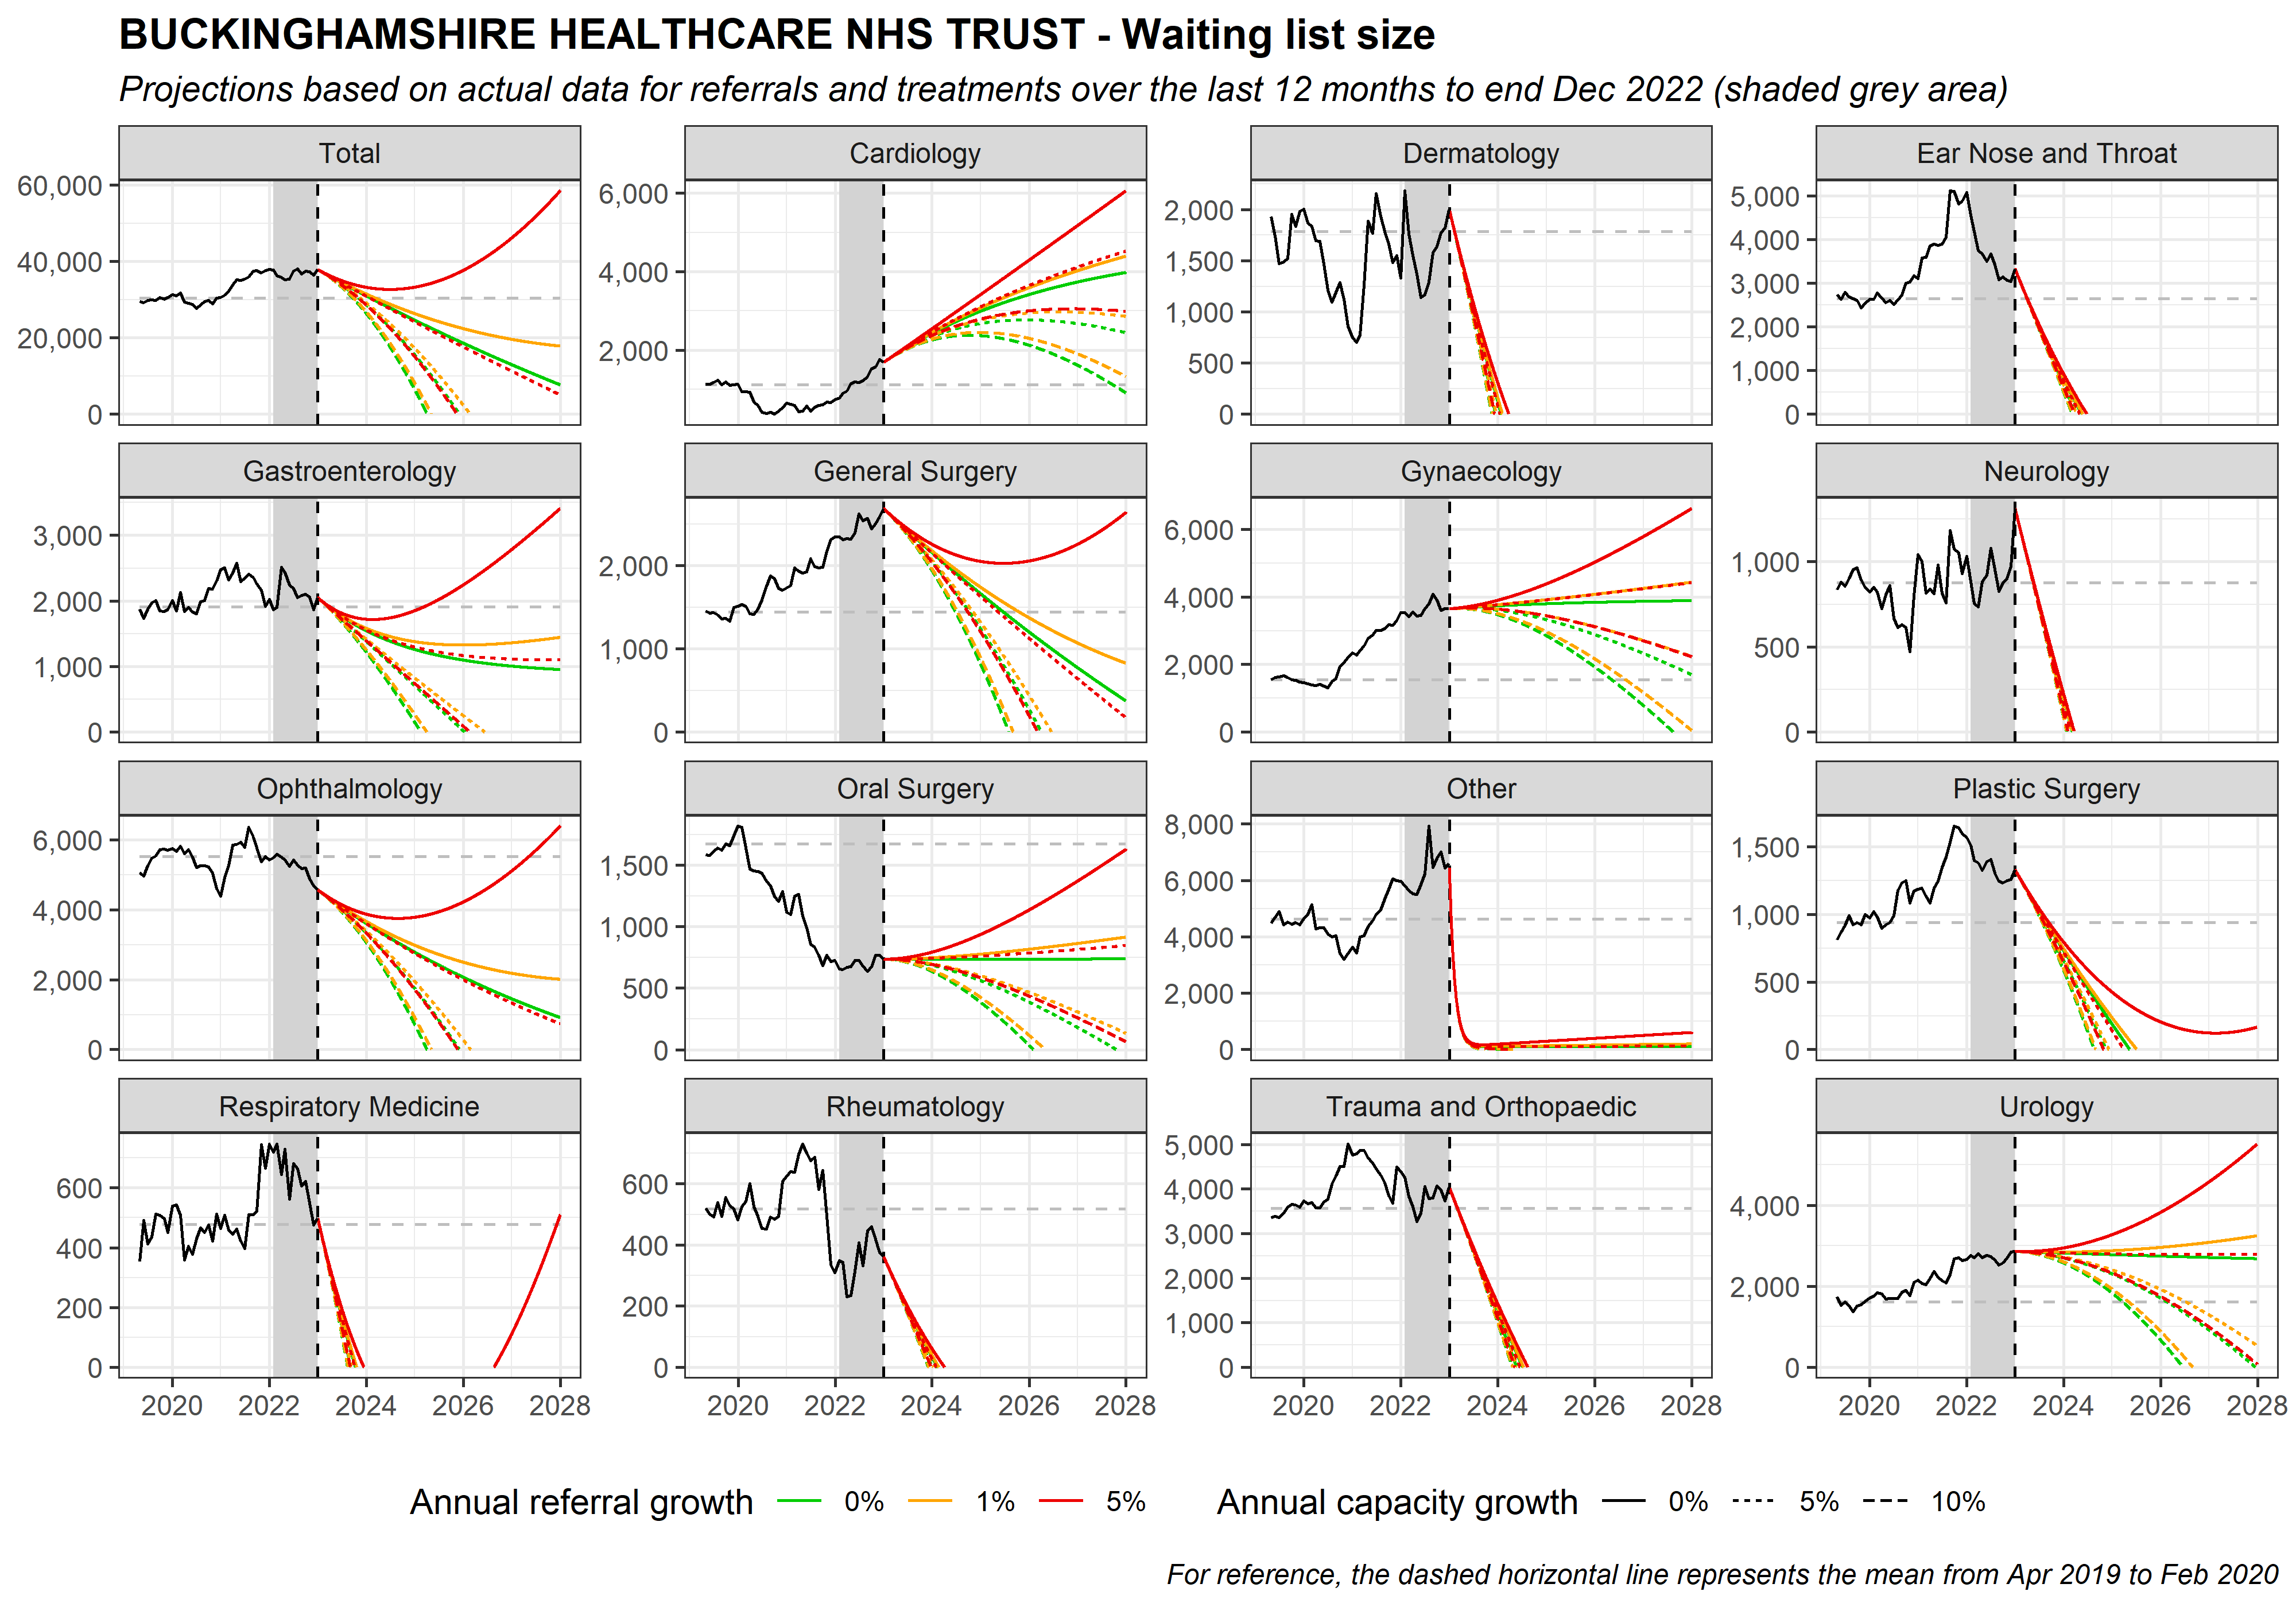 BUCKINGHAMSHIRE HEALTHCARE NHS TRUST - Waiting list size
Projections based on actual data for referrals and treatments over the last 12 months to end Dec 2022 (shaded grey area)
Total
Cardiology
Dermatology
Ear Nose and Throat
60,000
40,000
20,000
0
6,000
4,000
2,000
2,000
1,500
1,000
500
0
5,000
4,000
3,000
2,000
1,000
0
Gastroenterology
General Surgery
Gynaecology
Neurology
3,000
2,000
1,000
0
2,000
1,000
0
6,000
4,000
2,000
0
1,000
500
0
Ophthalmology
Oral Surgery
Other
Plastic Surgery
6,000
4,000
2,000
0
1,500
1,000
500
0
8,000
6,000
4,000
2,000
0
1,500
1,000
500
0
Respiratory Medicine
Rheumatology
Trauma and Orthopaedic
Urology
600
400
200
0
600
400
200
0
5,000
4,000
3,000
2,000
1,000
0
4,000
2,000
0
2020 2022 2024 2026 2028
2020 2022 2024 2026 2028
2020 2022 2024 2026 2028
2020 2022 2024 2026 2028
Annual referral growth 0% 1% 5%
Annual capacity growth 0% 5% 10%
For reference, the dashed horizontal line represents the mean from Apr 2019 to Feb 2020